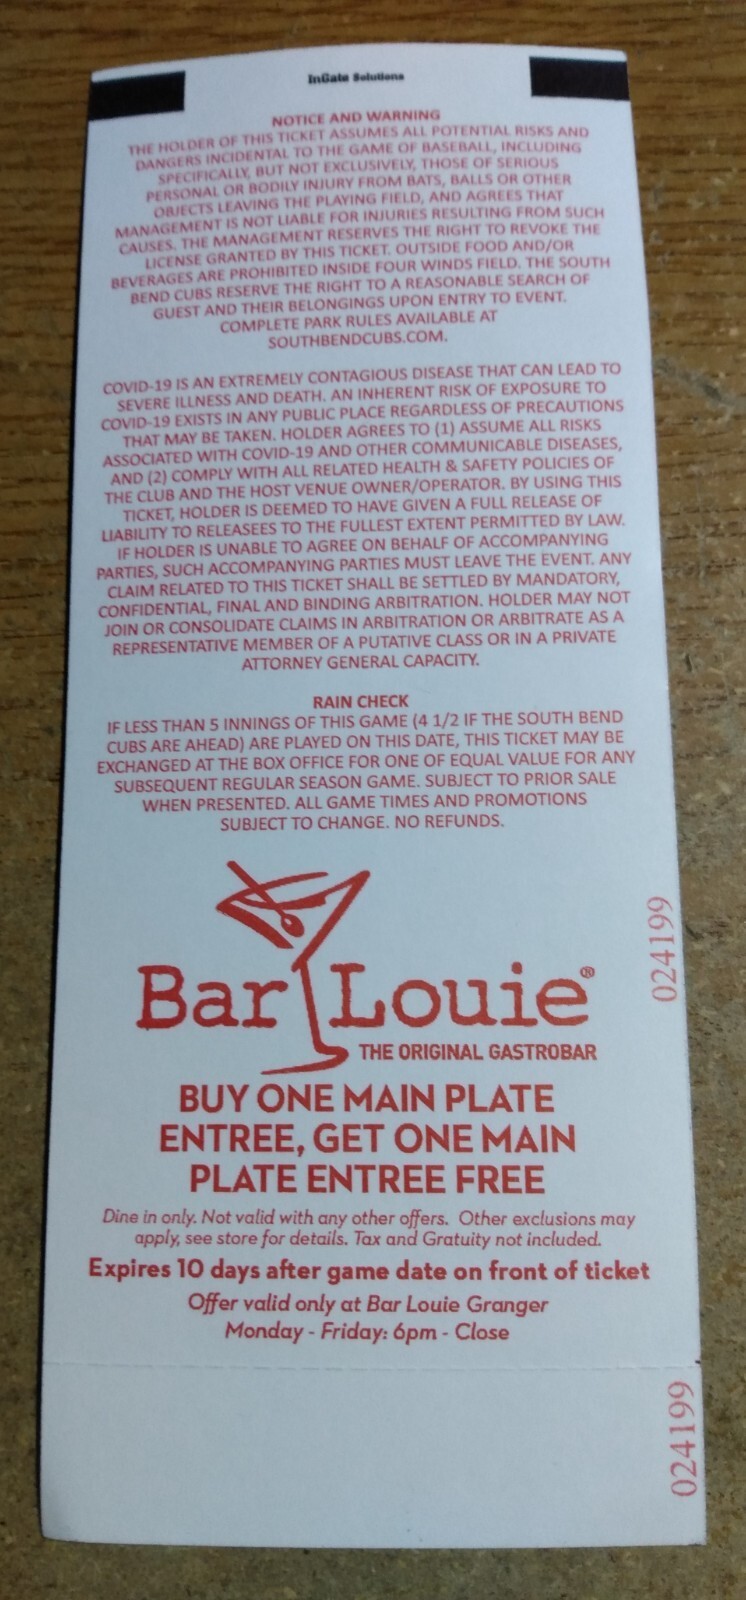 InGate Solutions
NOTICE AND WARNING
THE HOLDER OF THIS TICKET ASSUMES ALL POTENTIAL RISKS AND
DANGERS INCIDENTAL TO THE GAME OF BASEBALL, INCLUDING
SPECIFICALLY, BUT NOT EXCLUSIVELY, THOSE OF SERIOUS
PERSONAL OR BODILY INJURY FROM BATS, BALLS OR OTHER
OBJECTS LEAVING THE PLAYING FIELD, AND AGREES THAT
MANAGEMENT IS NOT LIABLE FOR INJURIES RESULTING FROM SUCH
CAUSES. THE MANAGEMENT RESERVES THE RIGHT TO REVOKE THE
LICENSE GRANTED BY THIS TICKET. OUTSIDE FOOD AND/OR
BEVERAGES ARE PROHIBITED INSIDE FOUR WINDS FIELD. THE SOUTH
BEND CUBS RESERVE THE RIGHT TO A REASONABLE SEARCH OF
GUEST AND THEIR BELONGINGS UPON ENTRY TO EVENT.
COMPLETE PARK RULES AVAILABLE AT
SOUTHBENDCUBS.COM.
COVID-19 IS AN EXTREMELY CONTAGIOUS DISEASE THAT CAN LEAD TO
SEVERE ILLNESS AND DEATH. AN INHERENT RISK OF EXPOSURE TO
COVID-19 EXISTS IN ANY PUBLIC PLACE REGARDLESS OF PRECAUTIONS
THAT MAY BE TAKEN. HOLDER AGREES TO (1) ASSUME ALL RISKS
ASSOCIATED WITH COVID-19 AND OTHER COMMUNICABLE DISEASES,
AND (2) COMPLY WITH ALL RELATED HEALTH & SAFETY POLICIES OF
THE CLUB AND THE HOST VENUE OWNER/OPERATOR. BY USING THIS
TICKET, HOLDER IS DEEMED TO HAVE GIVEN A FULL RELEASE OF
LIABILITY TO RELEASEES TO THE FULLEST EXTENT PERMITTED BY LAW.
IF HOLDER IS UNABLE TO AGREE ON BEHALF OF ACCOMPANYING
PARTIES, SUCH ACCOMPANYING PARTIES MUST LEAVE THE EVENT. ANY
CLAIM RELATED TO THIS TICKET SHALL BE SETTLED BY MANDATORY,
CONFIDENTIAL, FINAL AND BINDING ARBITRATION. HOLDER MAY NOT
JOIN OR CONSOLIDATE CLAIMS IN ARBITRATION OR ARBITRATE AS A
REPRESENTATIVE MEMBER OF A PUTATIVE CLASS OR IN A PRIVATE
ATTORNEY GENERAL CAPACITY.
RAIN CHECK
IF LESS THAN 5 INNINGS OF THIS GAME (4 1/2 IF THE SOUTH BEND
CUBS ARE AHEAD) ARE PLAYED ON THIS DATE, THIS TICKET MAY BE
EXCHANGED AT THE BOX OFFICE FOR ONE OF EQUAL VALUE FOR ANY
SUBSEQUENT REGULAR SEASON GAME. SUBJECT TO PRIOR SALE
WHEN PRESENTED. ALL GAME TIMES AND PROMOTIONS
SUBJECT TO CHANGE. NO REFUNDS.
024199
Bar Louie®
THE ORIGINAL GASTROBAR
BUY ONE MAIN PLATE
ENTREE, GET ONE MAIN
PLATE ENTREE FREE
Dine in only. Not valid with any other offers. Other exclusions may
apply, see store for details. Tax and Gratuity not included.
Expires 10 days after game date on front of ticket
Offer valid only at Bar Louie Granger
Monday - Friday: 6pm - Close
024199